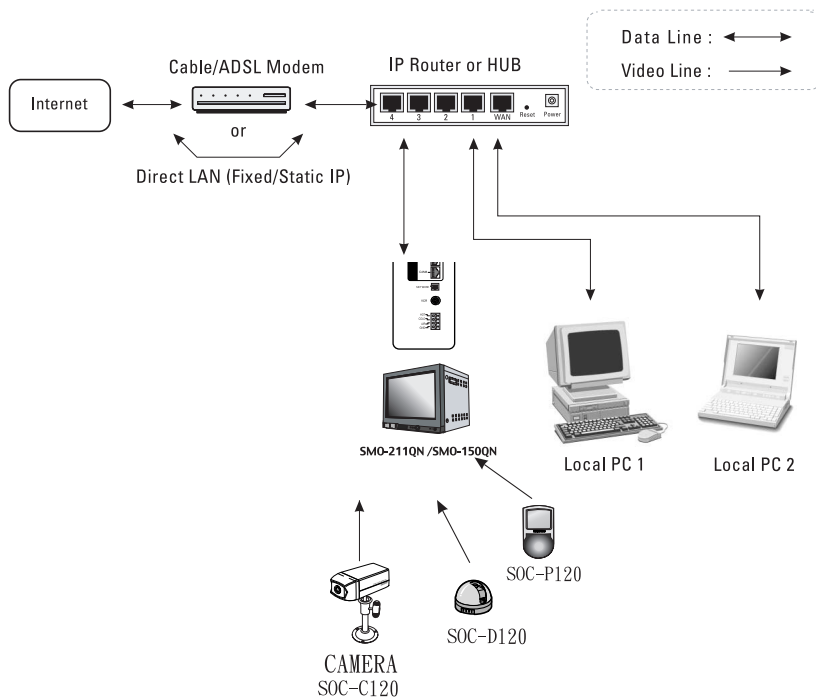 Data Line :
Video Line :
Cable/ADSL Modem
IP Router or HUB
Internet
4 3 2 1 WAN Reset Power
or
Direct LAN (Fixed/Static IP)
SMO-211QN /SMO-150QN
Local PC 1
Local PC 2
SOC-P120
SOC-D120
CAMERA
SOC-C120